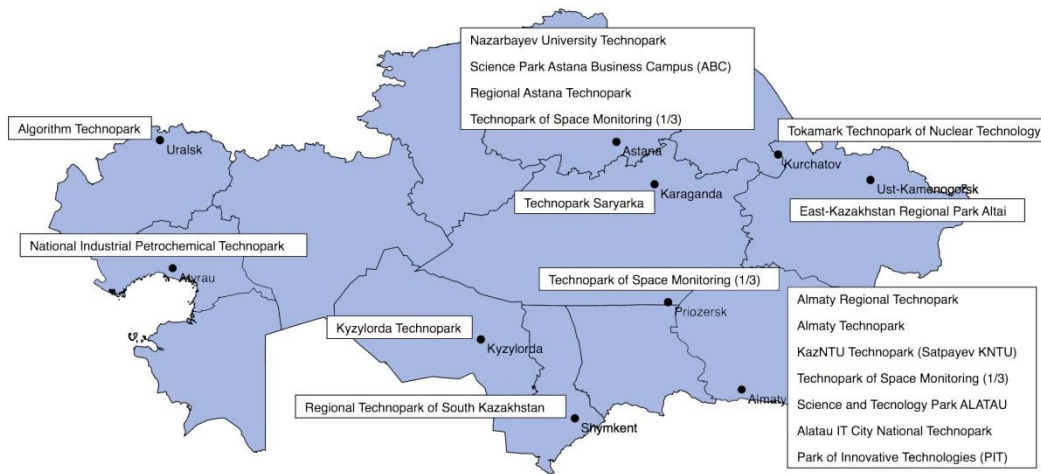 Nazarbayev University Technopark
Science Park Astana Business Campus (ABC)
Regional Astana Technopark
Technopark of Space Monitoring (1/3)
Astana
Algorithm Technopark
Uralsk
Tokamark Technopark of Nuclear Technology
Kurchatov
Ust-Kamenogorsk
East-Kazakhstan Regional Park Altai
Karaganda
Technopark Saryarka
National Industrial Petrochemical Technopark
Atyrau
Technopark of Space Monitoring (1/3)
Priozersk
Kyzylorda Technopark
Kyzylorda
Almaty Regional Technopark
Almaty Technopark
KazNTU Technopark (Satpayev KNTU)
Technopark of Space Monitoring (1/3)
Science and Tecnology Park ALATAU
Alatau IT City National Technopark
Park of Innovative Technologies (PIT)
Almaty
Regional Technopark of South Kazakhstan
Shymkent